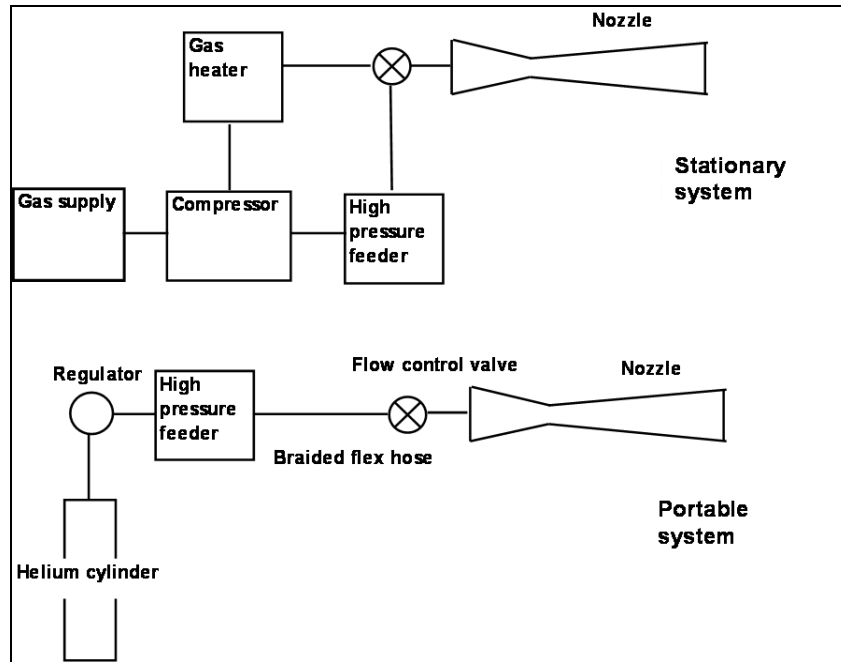 Nozzle
Gas
heater
Stationary
system
Gas supply
Compressor
High
pressure
feeder
Flow control valve
Regulator
High
pressure
feeder
Nozzle
Braided flex hose
Portable
system
Helium cylinder